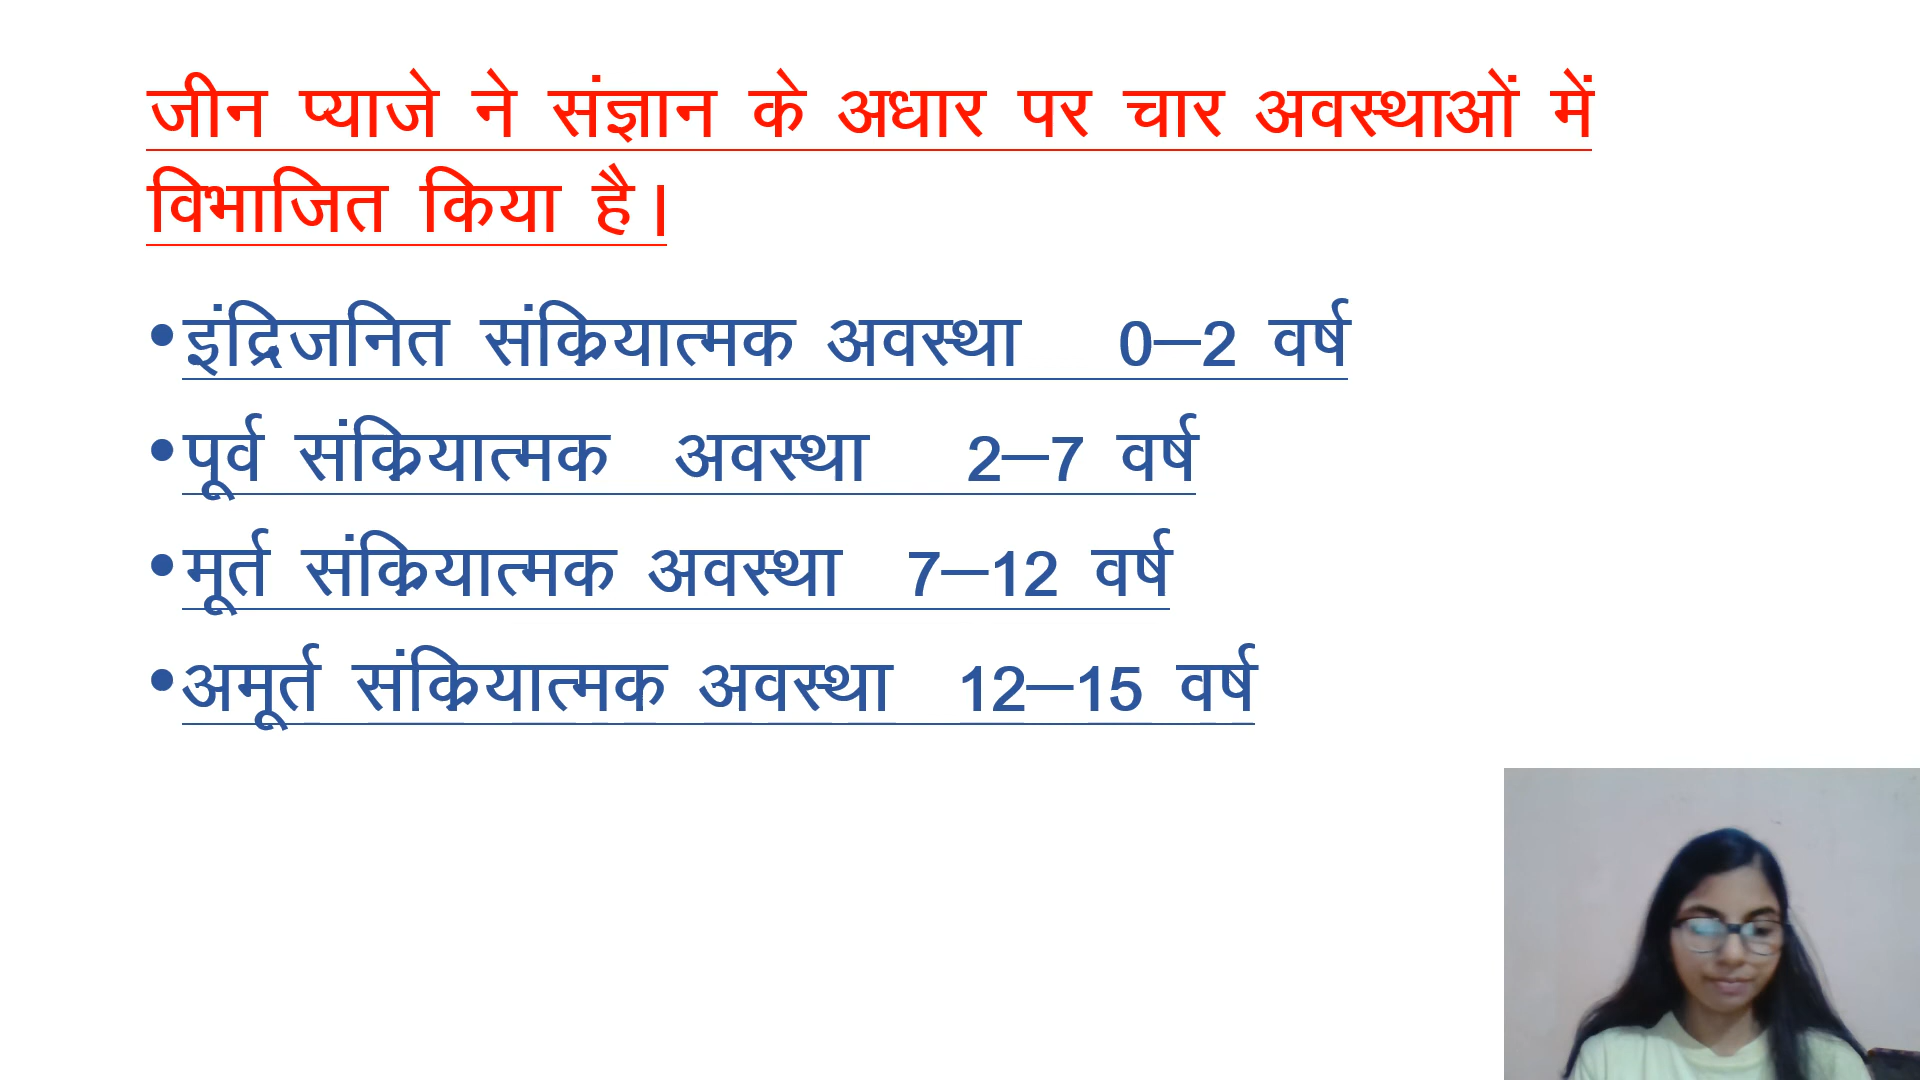 जीन प्याजे ने संज्ञान के अधार पर चार अवस्थाओं में
विभाजित किया है।
•इंद्रिजनित संक्रियात्मक अवस्था 0–2 वर्ष
•पूर्व संक्रियात्मक अवस्था 2–7 वर्ष
•मूर्त संक्रियात्मक अवस्था 7–12 वर्ष
•अमूर्त संक्रियात्मक अवस्था 12–15 वर्ष